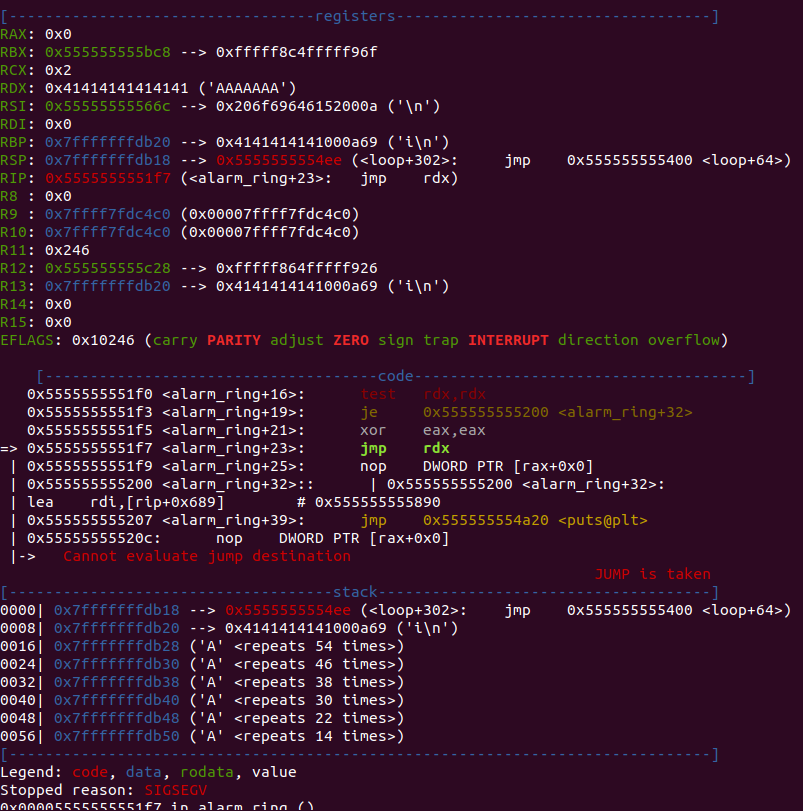 [----------------------------------registers-----------------------------------]
RAX: 0x0
RBX: 0x555555555bc8 --> 0xfffff8c4fffff96f
RCX: 0x2
RDX: 0x41414141414141 ('AAAAAAA')
RSI: 0x55555555566c --> 0x206f69646152000a ('\n')
RDI: 0x0
RBP: 0x7fffffffdb20 --> 0x4141414141000a69 ('i\n')
RSP: 0x7fffffffdb18 --> 0x5555555554ee (<loop+302>: jmp 0x555555555400 <loop+64>)
RIP: 0x5555555551f7 (<alarm_ring+23>: jmp rdx)
R8 : 0x0
R9 : 0x7ffff7fdc4c0 (0x00007ffff7fdc4c0)
R10: 0x7ffff7fdc4c0 (0x00007ffff7fdc4c0)
R11: 0x246
R12: 0x555555555c28 --> 0xfffff864fffff926
R13: 0x7fffffffdb20 --> 0x4141414141000a69 ('i\n')
R14: 0x0
R15: 0x0
EFLAGS: 0x10246 (carry PARITY adjust ZERO sign trap INTERRUPT direction overflow)
[-------------------------------------code-------------------------------------]
0x5555555551f0 <alarm_ring+16>: test rdx,rdx
0x5555555551f3 <alarm_ring+19>: je 0x555555555200 <alarm_ring+32>
0x5555555551f5 <alarm_ring+21>: xor eax,eax
=> 0x5555555551f7 <alarm_ring+23>: jmp rdx
| 0x5555555551f9 <alarm_ring+25>: nop DWORD PTR [rax+0x0]
| 0x555555555200 <alarm_ring+32>:: | 0x555555555200 <alarm_ring+32>:
| lea rdi,[rip+0x689] # 0x555555555890
| 0x555555555207 <alarm_ring+39>: jmp 0x555555554a20 <puts@plt>
| 0x55555555520c: nop DWORD PTR [rax+0x0]
|-> Cannot evaluate jump destination
JUMP is taken
[------------------------------------stack-------------------------------------]
0000| 0x7fffffffdb18 --> 0x5555555554ee (<loop+302>: jmp 0x555555555400 <loop+64>)
0008| 0x7fffffffdb20 --> 0x4141414141000a69 ('i\n')
0016| 0x7fffffffdb28 ('A' <repeats 54 times>)
0024| 0x7fffffffdb30 ('A' <repeats 46 times>)
0032| 0x7fffffffdb38 ('A' <repeats 38 times>)
0040| 0x7fffffffdb40 ('A' <repeats 30 times>)
0048| 0x7fffffffdb48 ('A' <repeats 22 times>)
0056| 0x7fffffffdb50 ('A' <repeats 14 times>)
[------------------------------------------------------------------------------]
Legend: code, data, rodata, value
Stopped reason: SIGSEGV
0x00005555555551f7 in alarm_ring ()